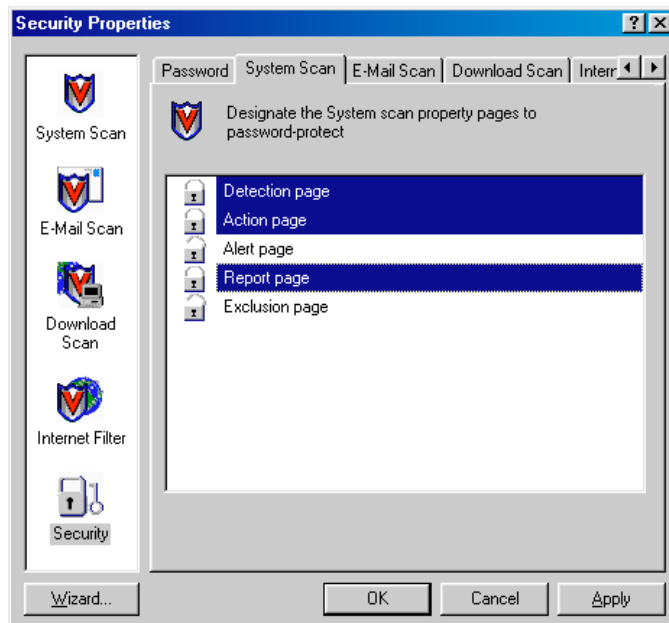 Security Properties
Password
System Scan
E-Mail Scan
Download Scan
Intern
Designate the System scan property pages to
password-protect
System Scan
E-Mail Scan
Download
Scan
Internet Filter
Security
Detection page
Action page
Alert page
Report page
Exclusion page
Wizard...
OK
Cancel
Apply